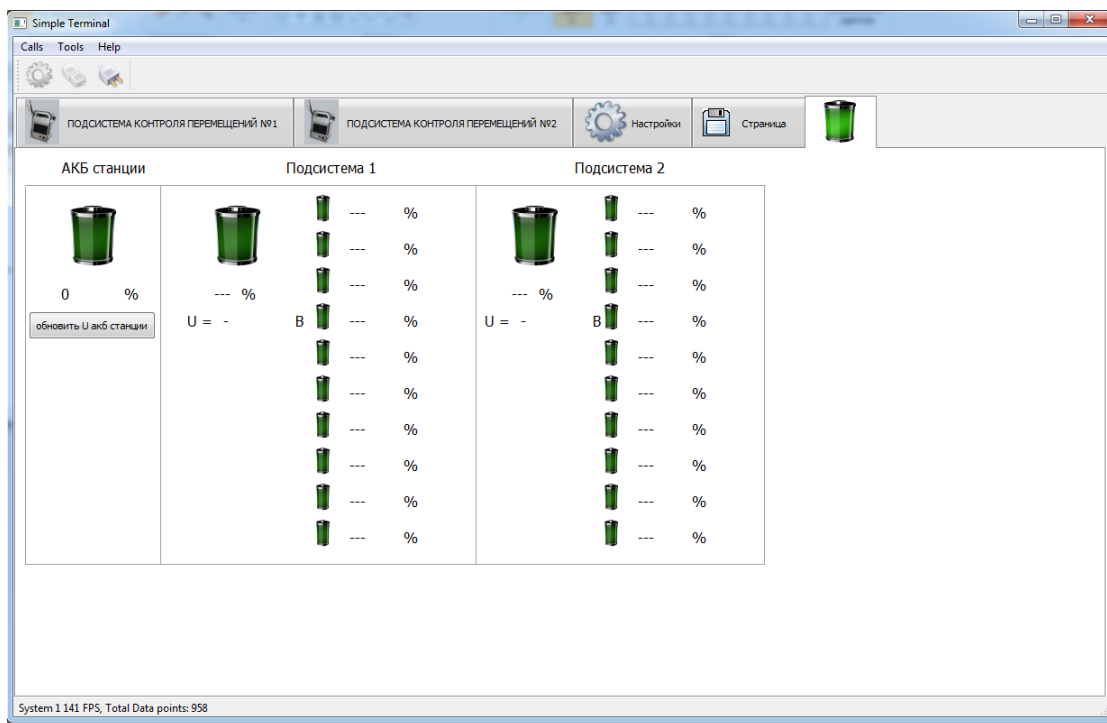 Simple Terminal
Calls Tools Help
ПОДСИСТЕМА КОНТРОЛЯ ПЕРЕМЕЩЕНИЙ №1 ПОДСИСТЕМА КОНТРОЛЯ ПЕРЕМЕЩЕНИЙ №2 Настройки Страница
АКБ станции Подсистема 1 Подсистема 2
--- % --- %
--- % --- %
--- % --- %
0 % --- % --- %
обновить U акб станции U = - В --- % U = - В --- %
--- % --- %
--- % --- %
--- % --- %
--- % --- %
--- % --- %
--- % --- %
System 1 141 FPS, Total Data points: 958